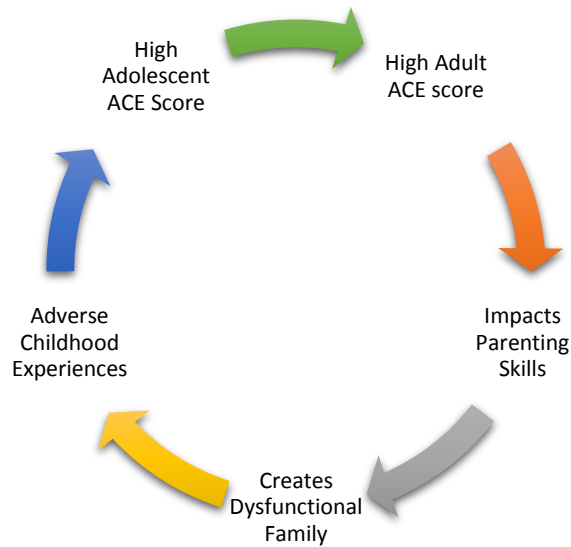 High
Adolescent
ACE Score
High Adult
ACE score
Impacts
Parenting
Skills
Creates
Dysfunctional
Family
Adverse
Childhood
Experiences